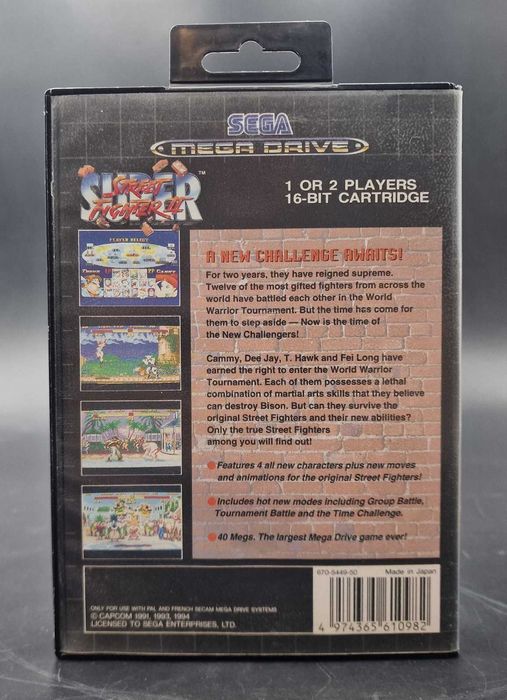 SEGA
MEGA DRIVE
SUPER
STREET
FIGHTER II
TM
1 OR 2 PLAYERS
16-BIT CARTRIDGE
PLAYER SELECT
A NEW CHALLENGE AWAITS!
For two years, they have reigned supreme.
Twelve of the most gifted fighters from across the
world have battled each other in the World
Warrior Tournament. But the time has come for
them to step aside — Now is the time of
the New Challengers!
Cammy, Dee Jay, T. Hawk and Fei Long have
earned the right to enter the World Warrior
Tournament. Each of them possesses a lethal
combination of martial arts skills that they believe
can destroy Bison. But can they survive the
original Street Fighters and their new abilities?
Only the true Street Fighters
among you will find out!
Features 4 all new characters plus new moves
and animations for the original Street Fighters!
Includes hot new modes including Group Battle,
Tournament Battle and the Time Challenge.
40 Megs. The largest Mega Drive game ever!
670-5449-50 Made in Japan
ONLY FOR USE WITH PAL AND FRENCH SECAM MEGA DRIVE SYSTEMS
© CAPCOM 1991, 1993, 1994
LICENSED TO SEGA ENTERPRISES, LTD.
4 974365 610982